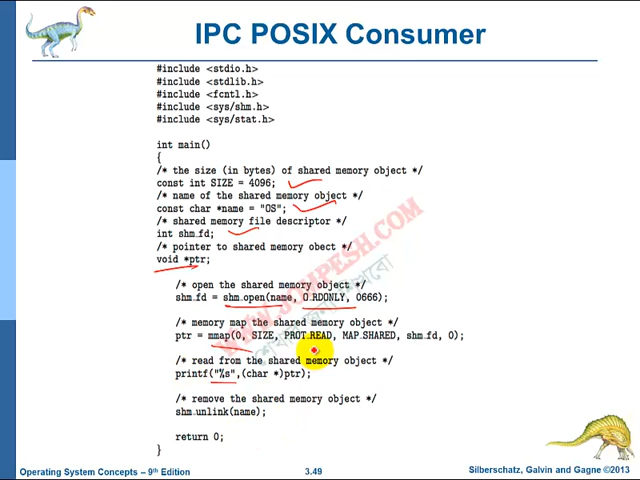 IPC POSIX Consumer
#include <stdio.h>
#include <stdlib.h>
#include <fcntl.h>
#include <sys/shm.h>
#include <sys/stat.h>
int main()
{
/* the size (in bytes) of shared memory object */
const int SIZE = 4096;
/* name of the shared memory object */
const char *name = "OS";
/* shared memory file descriptor */
int shm_fd;
/* pointer to shared memory obect */
void *ptr;
/* open the shared memory object */
shm_fd = shm_open(name, O_RDONLY, 0666);
/* memory map the shared memory object */
ptr = mmap(0, SIZE, PROT_READ, MAP_SHARED, shm_fd, 0);
/* read from the shared memory object */
printf("%s",(char *)ptr);
/* remove the shared memory object */
shm_unlink(name);
return 0;
}
Operating System Concepts – 9th Edition
3.49
Silberschatz, Galvin and Gagne ©2013